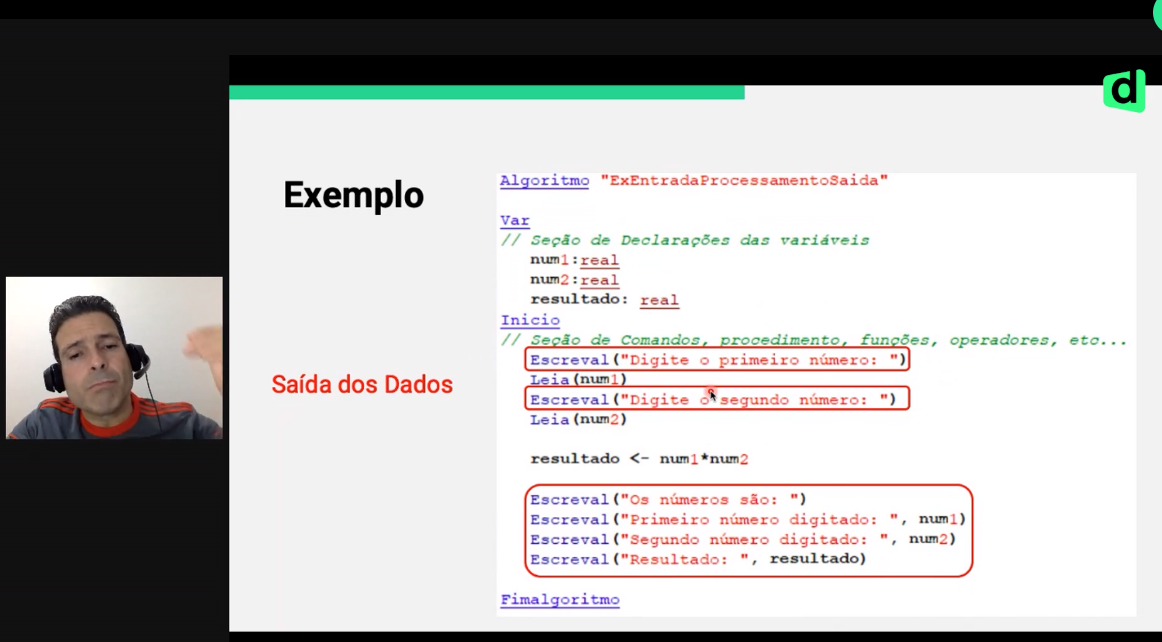 d
Exemplo
Saída dos Dados
Algoritmo "ExEntradaProcessamentoSaida"
Var
// Seção de Declarações das variáveis
num1:real
num2:real
resultado: real
Inicio
// Seção de Comandos, procedimento, funções, operadores, etc...
Escreval("Digite o primeiro número: ")
Leia(num1)
Escreval("Digite o segundo número: ")
Leia(num2)
resultado <- num1*num2
Escreval("Os números são: ")
Escreval("Primeiro número digitado: ", num1)
Escreval("Segundo número digitado: ", num2)
Escreval("Resultado: ", resultado)
Fimalgoritmo